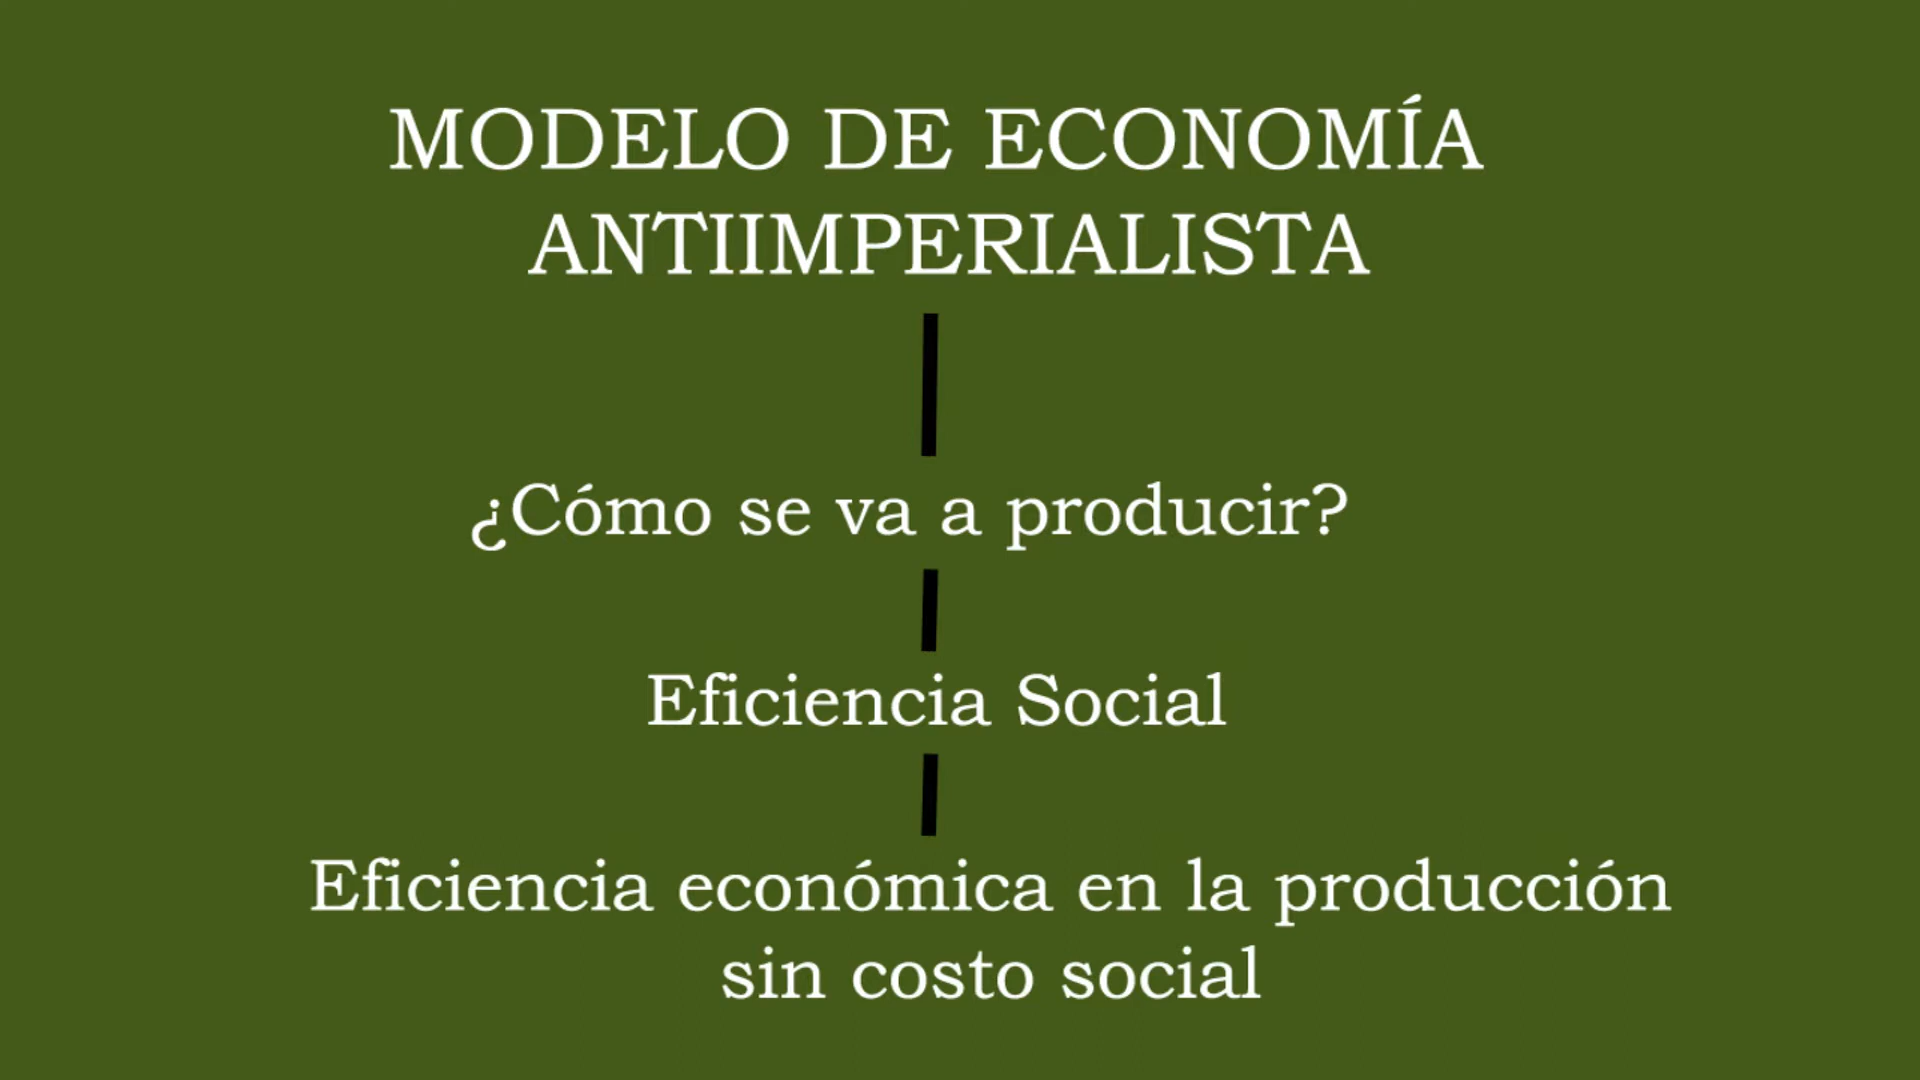 MODELO DE ECONOMÍA
ANTIIMPERIALISTA
¿Cómo se va a producir?
Eficiencia Social
Eficiencia económica en la producción
sin costo social